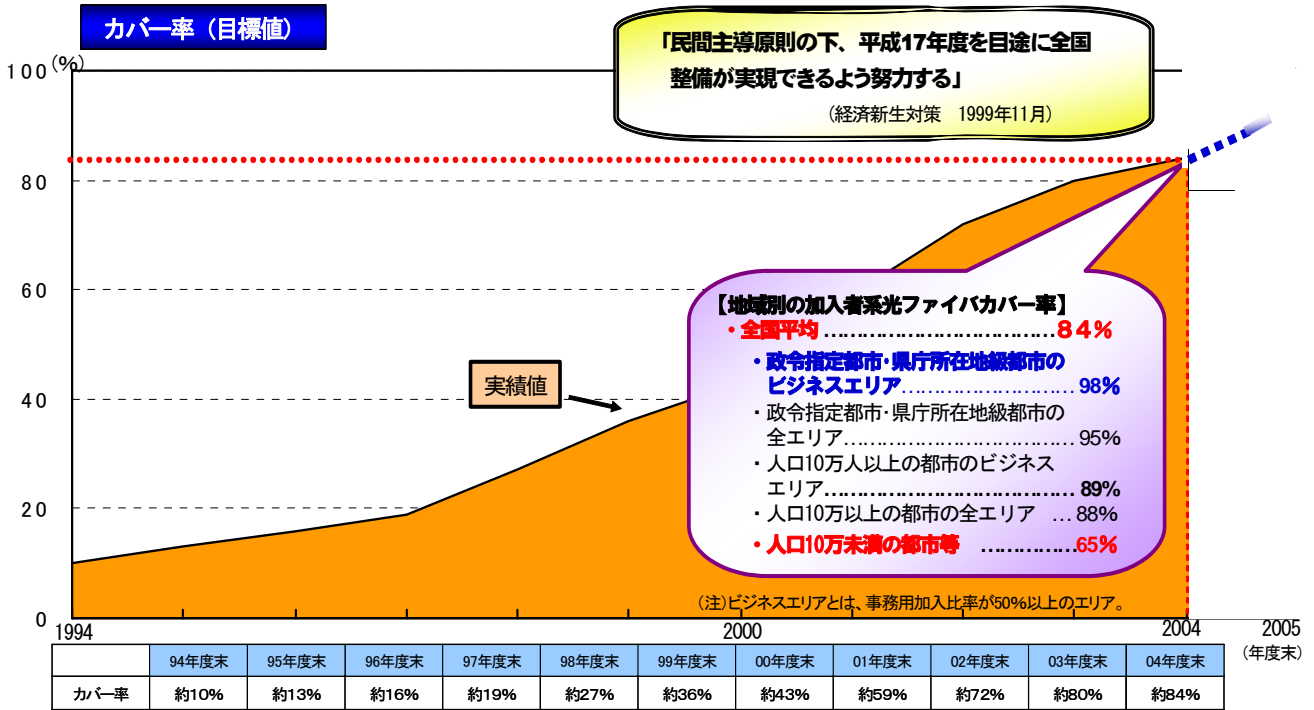 カバー率（目標値）
「民間主導原則の下、平成17年度を目途に全国
整備が実現できるよう努力する」
（経済新生対策　1999年11月）
(%)
100
80
60
40
20
0
実績値
【地域別の加入者系光ファイバカバー率】
・全国平均 ……………………………84%
・政令指定都市・県庁所在地級都市の
ビジネスエリア……………………98%
・政令指定都市・県庁所在地級都市の
全エリア……………………………95%
・人口10万人以上の都市のビジネス
エリア………………………………89%
・人口10万以上の都市の全エリア …88%
・人口10万未満の都市等 ……………65%
(注)ビジネスエリアとは、事務用加入比率が50%以上のエリア。
1994 2000 2004 2005
(年度末)
94年度末 95年度末 96年度末 97年度末 98年度末 99年度末 00年度末 01年度末 02年度末 03年度末 04年度末
カバー率 約10% 約13% 約16% 約19% 約27% 約36% 約43% 約59% 約72% 約80% 約84%